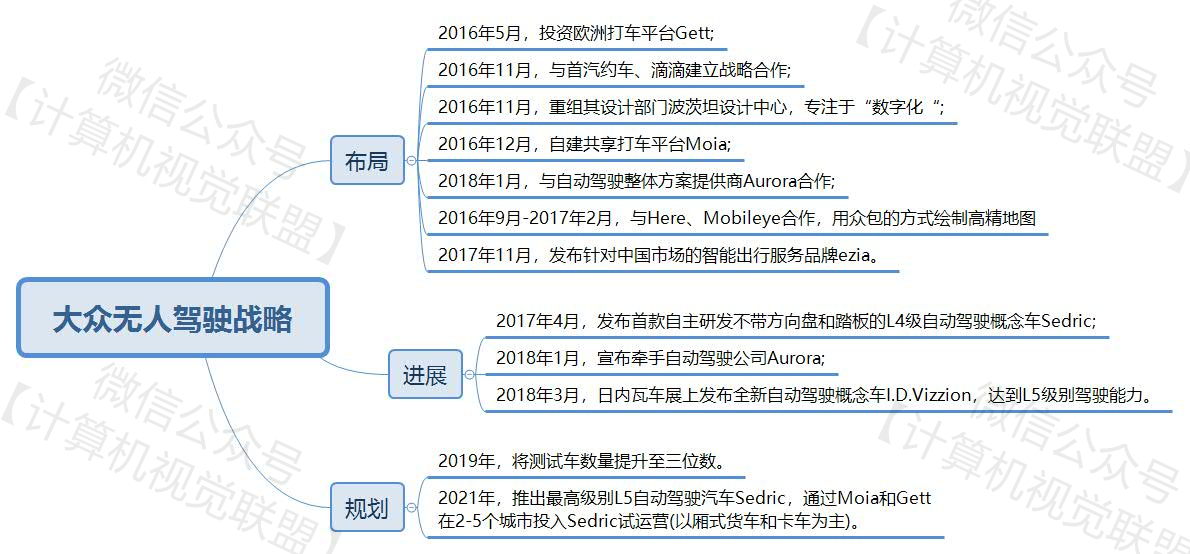 2016年5月，投资欧洲打车平台Gett;
2016年11月，与首汽约车、滴滴建立战略合作;
2016年11月，重组其设计部门波茨坦设计中心，专注于“数字化“;
2016年12月，自建共享打车平台Moia;
布局
2018年1月，与自动驾驶整体方案提供商Aurora合作;
2016年9月-2017年2月，与Here、Mobileye合作，用众包的方式绘制高精地图
2017年11月，发布针对中国市场的智能出行服务品牌ezia。
大众无人驾驶战略
2017年4月，发布首款自主研发不带方向盘和踏板的L4级自动驾驶概念车Sedric;
2018年1月，宣布牵手自动驾驶公司Aurora;
进展
2018年3月，日内瓦车展上发布全新自动驾驶概念车I.D.Vizzion，达到L5级别驾驶能力。
2019年，将测试车数量提升至三位数。
规划
2021年，推出最高级别L5自动驾驶汽车Sedric，通过Moia和Gett
在2-5个城市投入Sedric试运营(以厢式货车和卡车为主)。
微信公众号
【计算机视觉联盟】
微信公众号
【计算机视觉联盟】
微信公众号
【计算机视觉联盟】
微信公众号
【计算机视觉联盟】